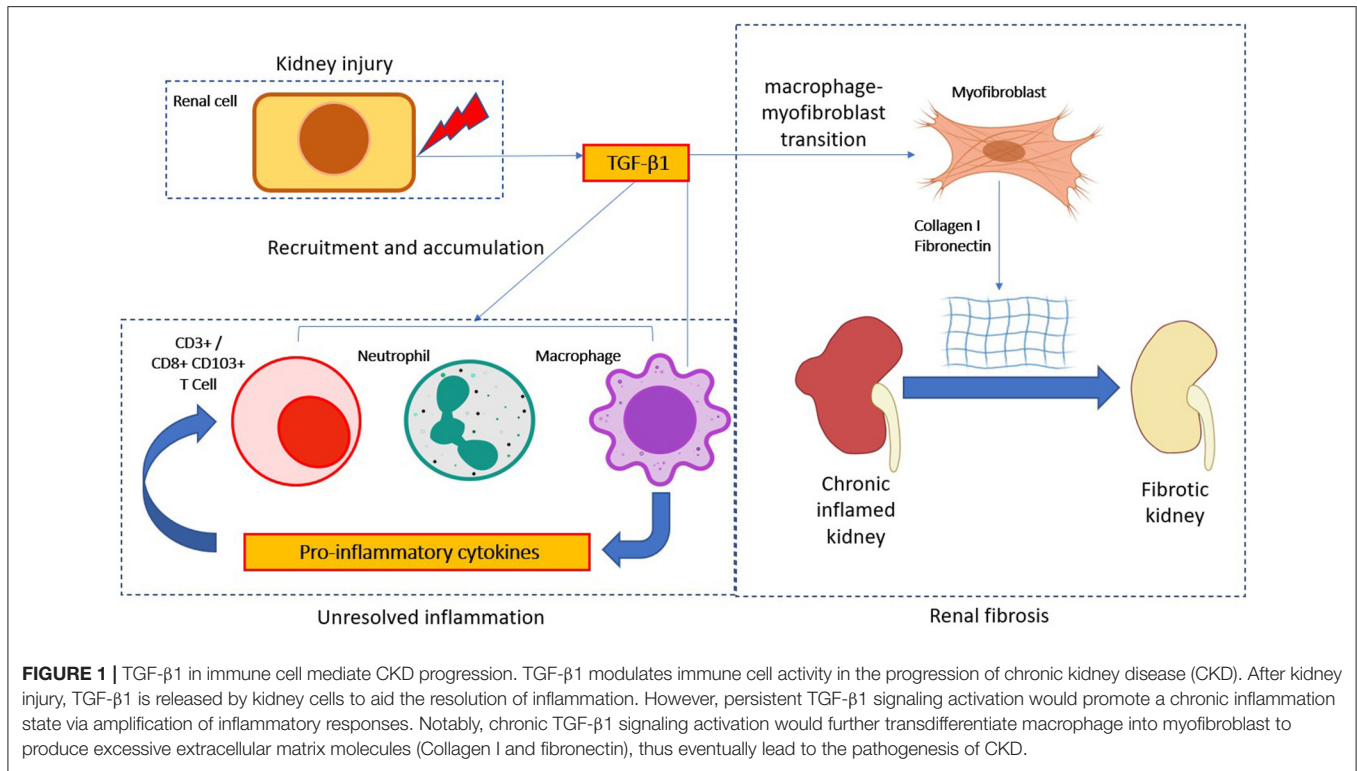 Kidney injury
Renal cell
TGF-β1
macrophage-
myofibroblast
transition
Myofibroblast
Collagen I
Fibronectin
Recruitment and accumulation
CD3+ /
CD8+ CD103+
T Cell
Neutrophil
Macrophage
Pro-inflammatory cytokines
Unresolved inflammation
Chronic
inflamed
kidney
Fibrotic
kidney
Renal fibrosis
FIGURE 1 | TGF-β1 in immune cell mediate CKD progression. TGF-β1 modulates immune cell activity in the progression of chronic kidney disease (CKD). After kidney
injury, TGF-β1 is released by kidney cells to aid the resolution of inflammation. However, persistent TGF-β1 signaling activation would promote a chronic inflammation
state via amplification of inflammatory responses. Notably, chronic TGF-β1 signaling activation would further transdifferentiate macrophage into myofibroblast to
produce excessive extracellular matrix molecules (Collagen I and fibronectin), thus eventually lead to the pathogenesis of CKD.